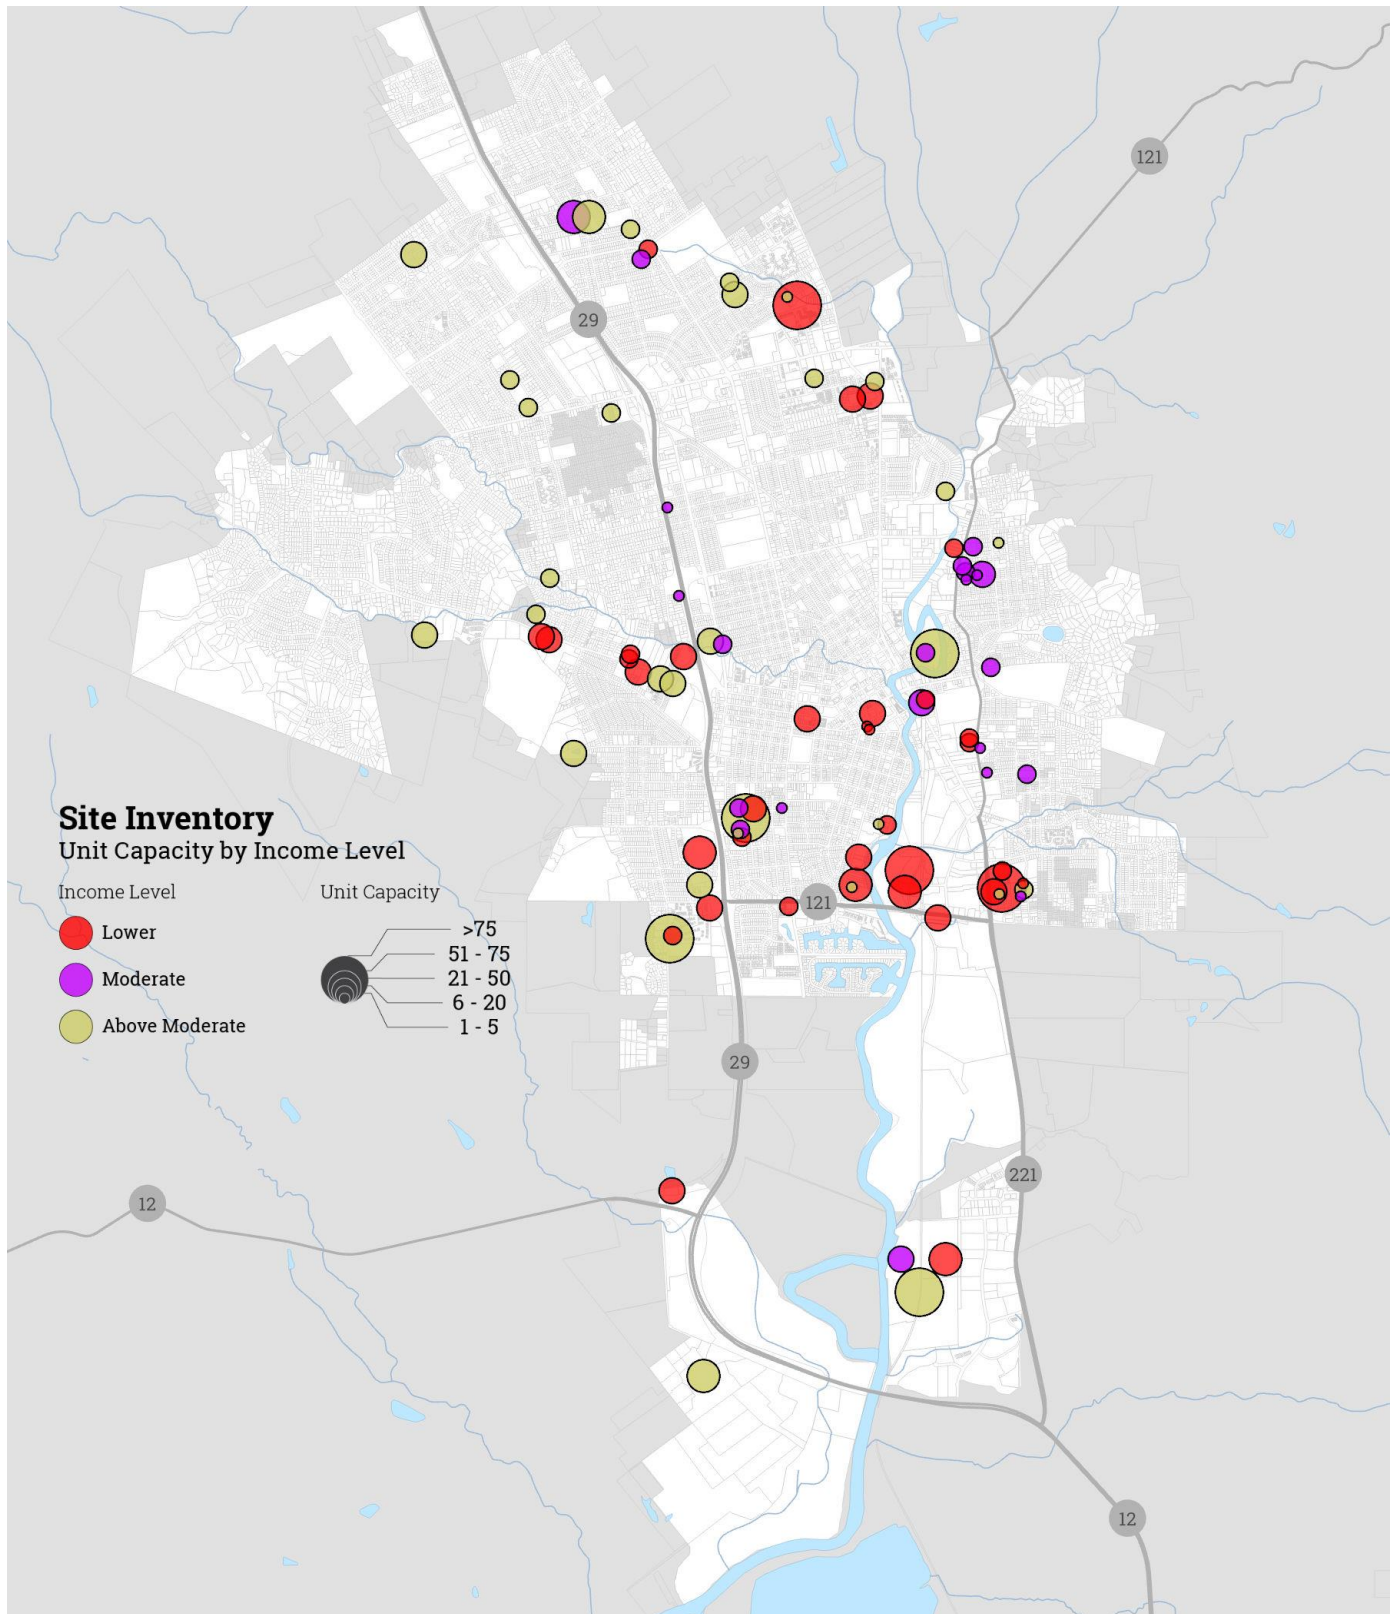 121
29
Site Inventory
Unit Capacity by Income Level
Income Level
Unit Capacity
Lower
Moderate
Above Moderate
>75
51 - 75
21 - 50
6 - 20
1 - 5
121
29
221
12
12